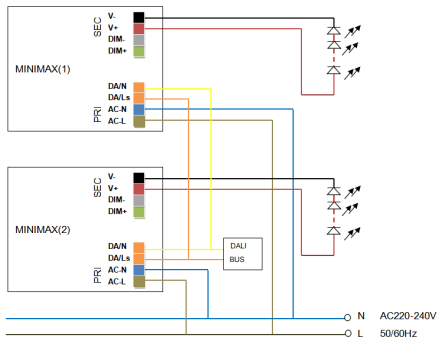 SEC
V-
V+
DIM-
DIM+
MINIMAX(1)
PRI
DA/N
DA/Ls
AC-N
AC-L
SEC
V-
V+
DIM-
DIM+
MINIMAX(2)
PRI
DA/N
DA/Ls
AC-N
AC-L
DALI
BUS
N AC220-240V
L 50/60Hz